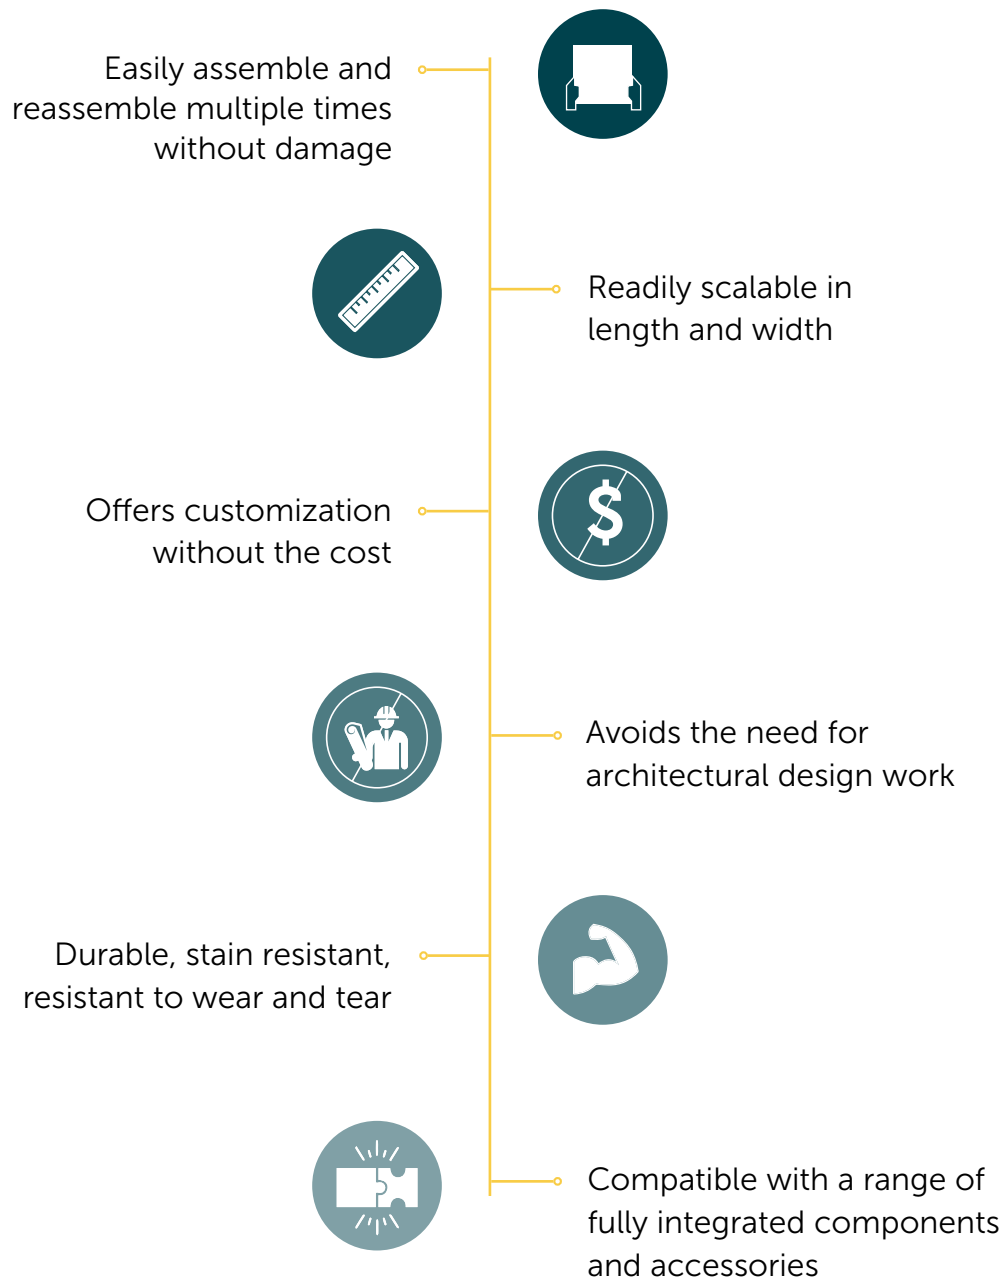 Easily assemble and
reassemble multiple times
without damage
Readily scalable in
length and width
$
Offers customization
without the cost
Avoids the need for
architectural design work
Durable, stain resistant,
resistant to wear and tear
Compatible with a range of
fully integrated components
and accessories